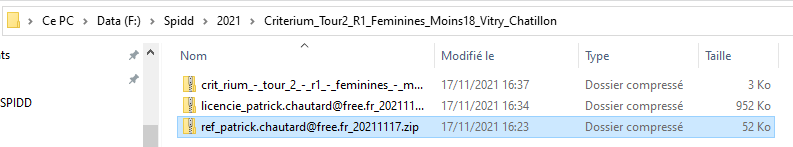 Ce PC > Data (F:) > Spidd > 2021 > Criterium_Tour2_R1_Feminines_Moins18_Vitry_Chatillon
Nom Modifié le Type Taille
nts
crit_rium_-_tour_2_-_r1_-_feminines_-_m... 17/11/2021 16:37 Dossier compressé 3 Ko
SPIDD licencie_patrick.chautard@free.fr_202111... 17/11/2021 16:34 Dossier compressé 952 Ko
ref_patrick.chautard@free.fr_20211117.zip 17/11/2021 16:23 Dossier compressé 52 Ko